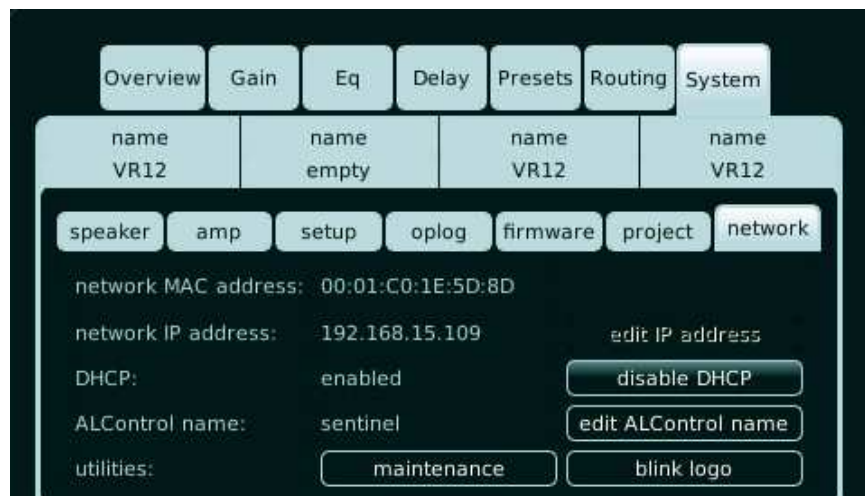 Overview Gain Eq Delay Presets Routing System
name name name name
VR12 empty VR12 VR12
speaker amp setup oplog firmware project network
network MAC address: 00:01:C0:1E:5D:8D
network IP address: 192.168.15.109 edit IP address
DHCP: enabled disable DHCP
ALControl name: sentinel edit ALControl name
utilities: maintenance blink logo